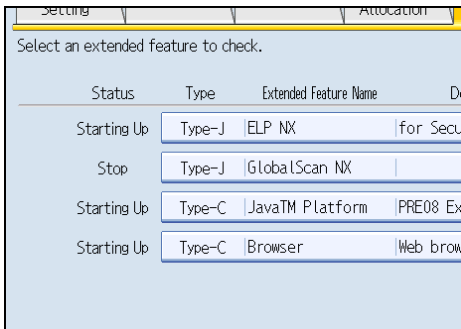 Setting Allocation
Select an extended feature to check.
Status Type Extended Feature Name De
Starting Up Type-J ELP NX for Secu
Stop Type-J GlobalScan NX
Starting Up Type-C JavaTM Platform PRE08 Ex
Starting Up Type-C Browser Web brow